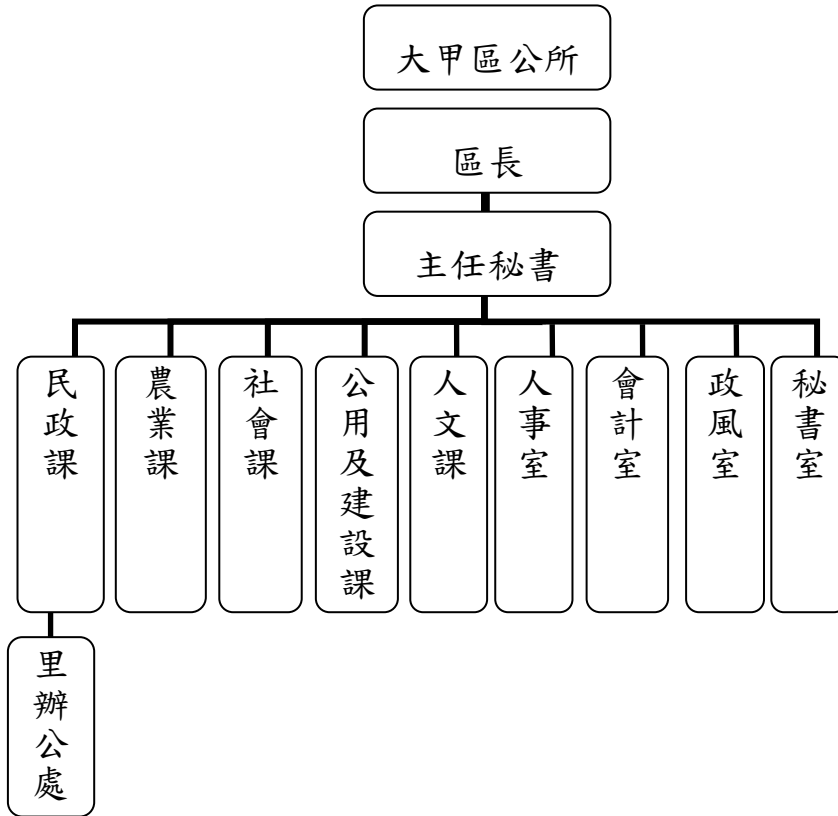 大甲區公所
區長
主任秘書
民政課
農業課
社會課
公用及建設課
人文課
人事室
會計室
政風室
秘書室
里辦公處